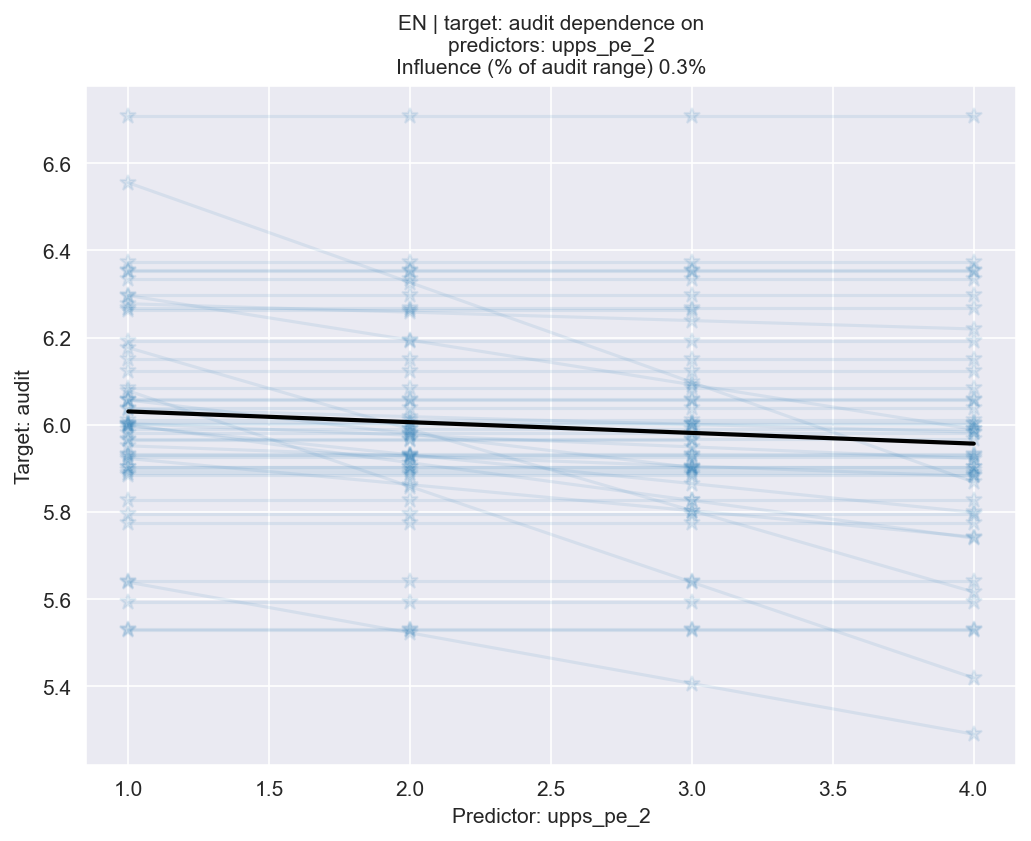 EN | target: audit dependence on
predictors: upps_pe_2
Influence (% of audit range) 0.3%
6.6
6.4
6.2
6.0
5.8
5.6
5.4
Target: audit
1.0
1.5
2.0
2.5
3.0
3.5
4.0
Predictor: upps_pe_2